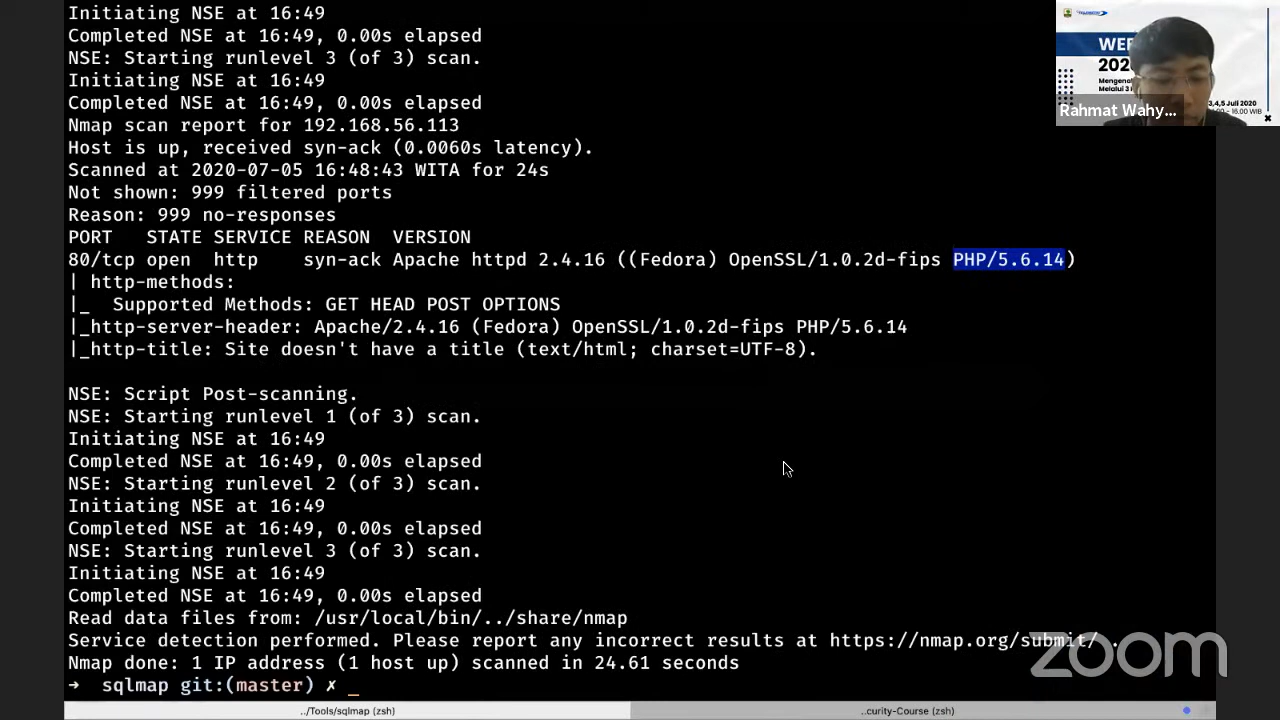 Initiating NSE at 16:49
Completed NSE at 16:49, 0.00s elapsed
NSE: Starting runlevel 3 (of 3) scan.
Initiating NSE at 16:49
Completed NSE at 16:49, 0.00s elapsed
Nmap scan report for 192.168.56.113
Host is up, received syn-ack (0.0060s latency).
Scanned at 2020-07-05 16:48:43 WITA for 24s
Not shown: 999 filtered ports
Reason: 999 no-responses
PORT STATE SERVICE REASON VERSION
80/tcp open http syn-ack Apache httpd 2.4.16 ((Fedora) OpenSSL/1.0.2d-fips PHP/5.6.14)
| http-methods:
|_ Supported Methods: GET HEAD POST OPTIONS
|_http-server-header: Apache/2.4.16 (Fedora) OpenSSL/1.0.2d-fips PHP/5.6.14
|_http-title: Site doesn't have a title (text/html; charset=UTF-8).
NSE: Script Post-scanning.
NSE: Starting runlevel 1 (of 3) scan.
Initiating NSE at 16:49
Completed NSE at 16:49, 0.00s elapsed
NSE: Starting runlevel 2 (of 3) scan.
Initiating NSE at 16:49
Completed NSE at 16:49, 0.00s elapsed
NSE: Starting runlevel 3 (of 3) scan.
Initiating NSE at 16:49
Completed NSE at 16:49, 0.00s elapsed
Read data files from: /usr/local/bin/../share/nmap
Service detection performed. Please report any incorrect results at https://nmap.org/submit/ .
Nmap done: 1 IP address (1 host up) scanned in 24.61 seconds
→ sqlmap git:(master) ✗ _
../Tools/sqlmap (zsh)
..curity-Course (zsh)
Rahmat Wahy...
Melalui 3
3,4,5 Juli 2020
16.00 WIB
zoom